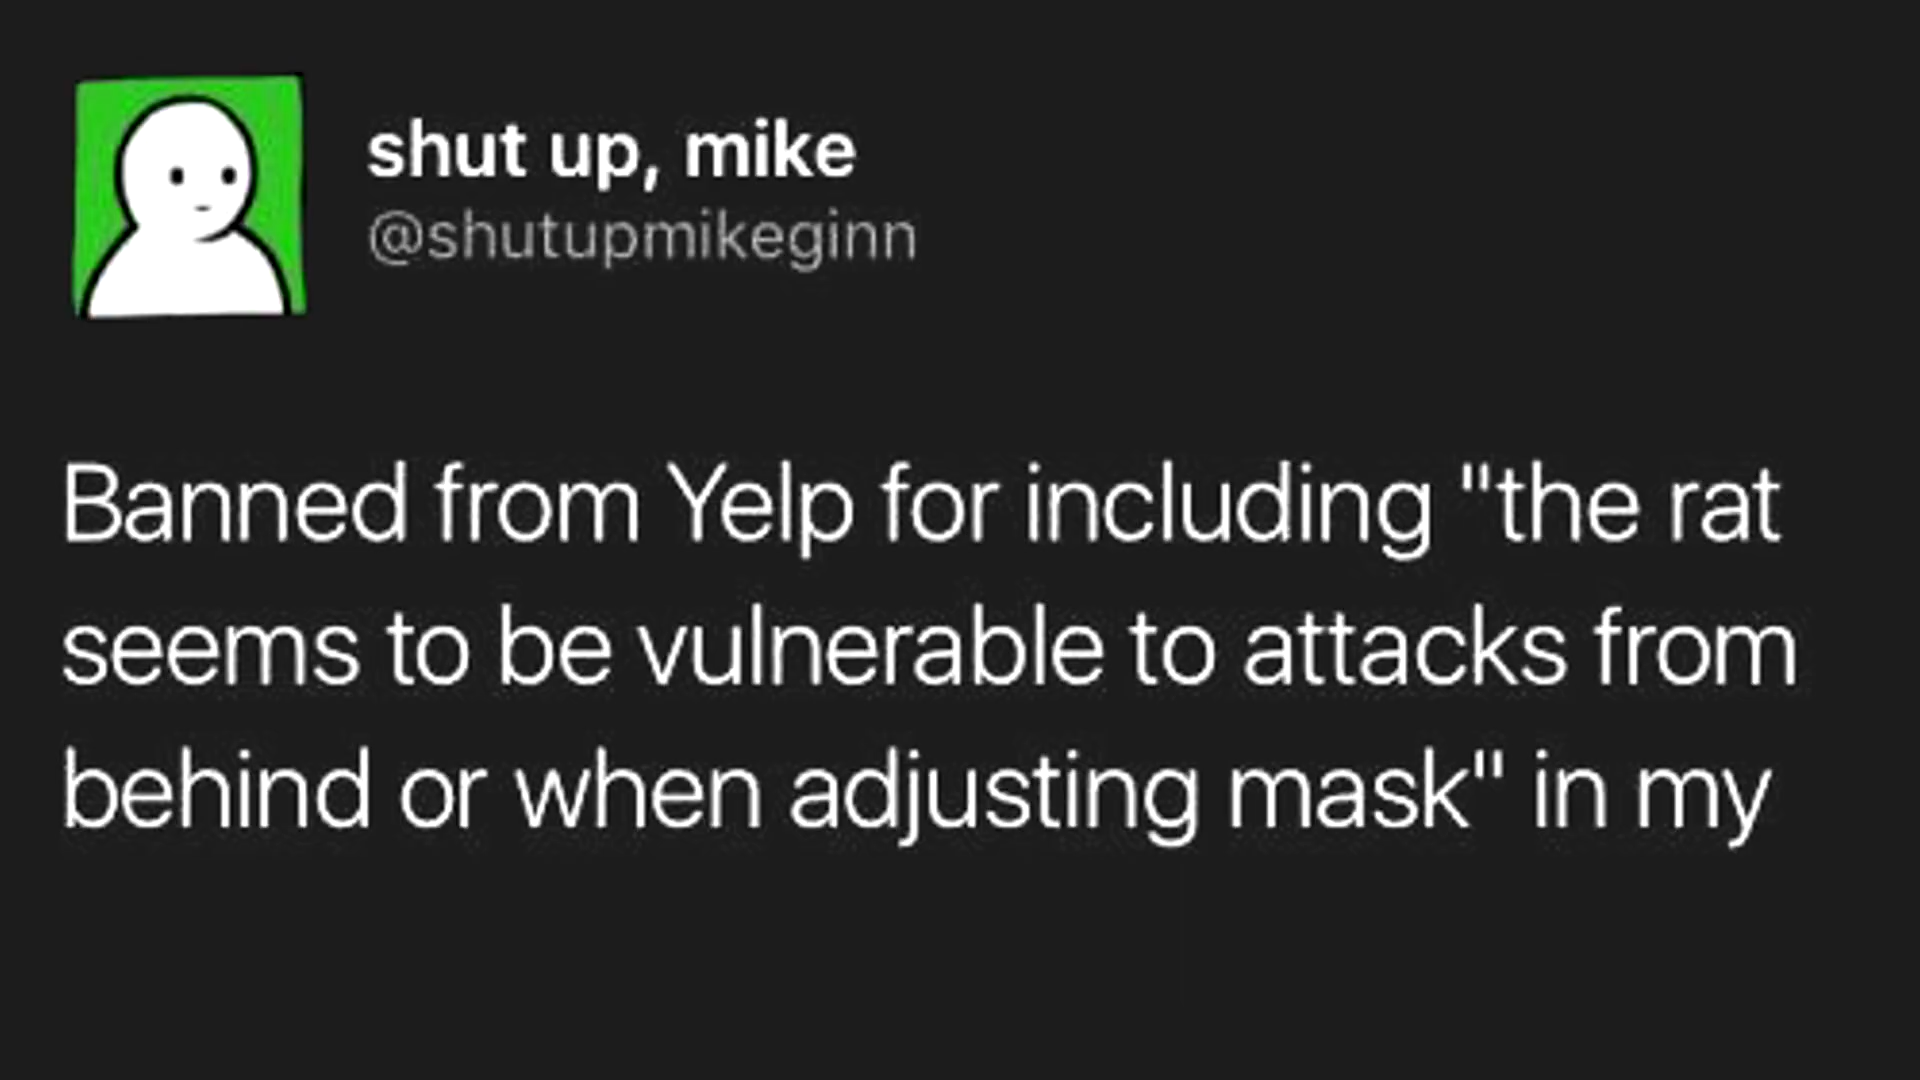 shut up, mike
@shutupmikeginn
Banned from Yelp for including "the rat
seems to be vulnerable to attacks from
behind or when adjusting mask" in my